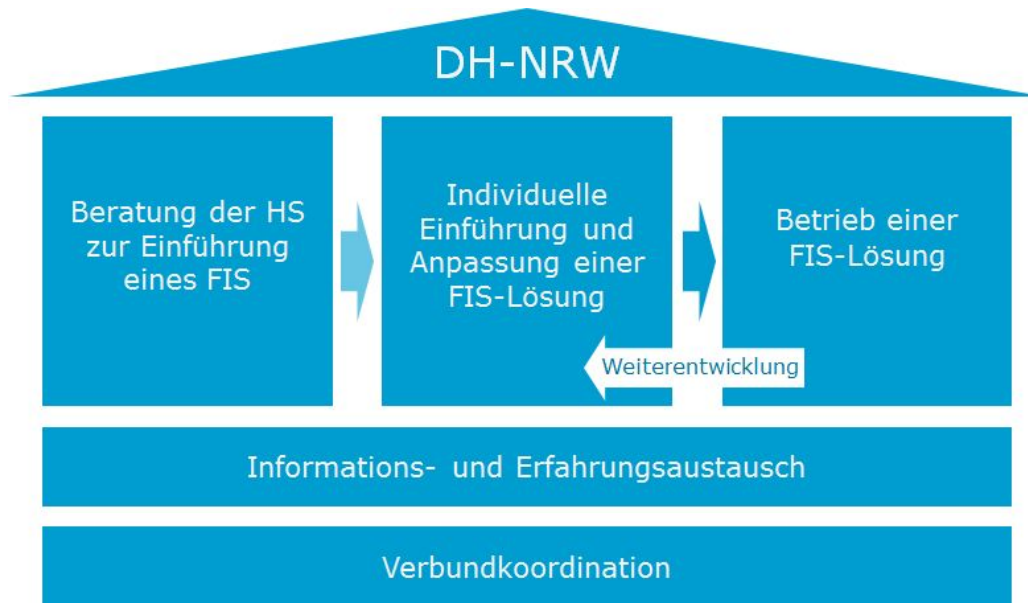 DH-NRW
Beratung der HS
zur Einführung
eines FIS
Individuelle
Einführung und
Anpassung einer
FIS-Lösung
Betrieb einer
FIS-Lösung
Weiterentwicklung
Informations- und Erfahrungsaustausch
Verbundkoordination